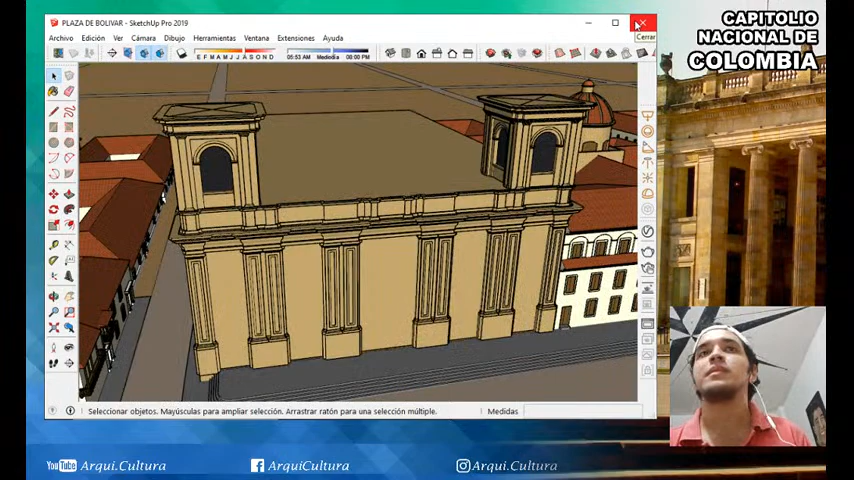 PLAZA DE BOLIVAR - SketchUp Pro 2019
Archivo Edición Ver Cámara Dibujo Herramientas Ventana Extensiones Ayuda
E F M A M J J A S O N D 05:53 AM Mediodía 08:00 PM
Cerrar
CAPITOLIO
NACIONAL DE
COLOMBIA
Seleccionar objetos. Mayúsculas para ampliar selección. Arrastrar ratón para una selección múltiple. Medidas
YouTube Arqui.Cultura
ArquiCultura
Arqui.Cultura